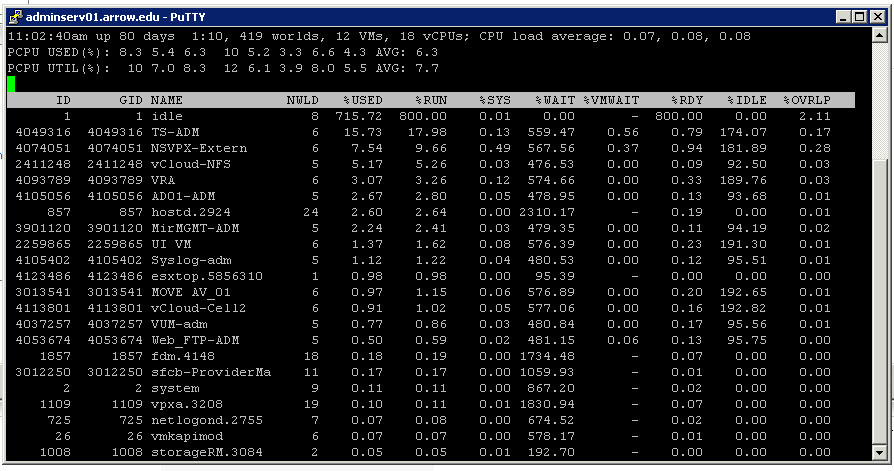 adminserv01.arrow.edu - PuTTY
11:02:40am up 80 days  1:10, 419 worlds, 12 VMs, 18 vCPUs; CPU load average: 0.07, 0.08, 0.08
PCPU USED(%): 8.3 5.4 6.3  10 5.2 3.3 6.6 4.3 AVG: 6.3
PCPU UTIL(%):  10 7.0 8.3  12 6.1 3.9 8.0 5.5 AVG: 7.7
ID GID NAME NWLD %USED %RUN %SYS %WAIT %VMWAIT %RDY %IDLE %OVRLP
1 1 idle 8 715.72 800.00 0.01 0.00 - 800.00 0.00 2.11
4049316 4049316 TS-ADM 6 15.73 17.98 0.13 559.47 0.56 0.79 174.07 0.17
4074051 4074051 NSVPX-Extern 6 7.54 9.66 0.49 567.56 0.37 0.94 181.89 0.28
2411248 2411248 vCloud-NFS 5 5.17 5.26 0.03 476.53 0.00 0.09 92.50 0.03
4093789 4093789 VRA 6 3.07 3.26 0.12 574.66 0.00 0.33 189.76 0.03
4105056 4105056 AD01-ADM 5 2.67 2.80 0.05 478.95 0.00 0.13 93.68 0.01
857 857 hostd.2924 24 2.60 2.64 0.00 2310.17 - 0.19 0.00 0.01
3901120 3901120 MirMGMT-ADM 5 2.24 2.41 0.03 479.35 0.00 0.11 94.19 0.02
2259865 2259865 UI VM 6 1.37 1.62 0.08 576.39 0.00 0.23 191.30 0.01
4105402 4105402 Syslog-adm 5 1.12 1.22 0.04 480.53 0.00 0.12 95.51 0.01
4123486 4123486 esxtop.5856310 1 0.98 0.98 0.00 95.39 - 0.00 0.00 0.00
3013541 3013541 MOVE AV_01 6 0.97 1.15 0.06 576.89 0.00 0.20 192.65 0.01
4113801 4113801 vCloud-Cell2 6 0.91 1.02 0.05 577.06 0.00 0.16 192.82 0.01
4037257 4037257 VUM-adm 5 0.77 0.86 0.03 480.84 0.00 0.17 95.56 0.01
4053674 4053674 Web_FTP-ADM 5 0.50 0.59 0.02 481.15 0.06 0.13 95.75 0.00
1857 1857 fdm.4148 18 0.18 0.19 0.00 1734.48 - 0.07 0.00 0.00
3012250 3012250 sfcb-ProviderMa 11 0.17 0.17 0.00 1059.93 - 0.01 0.00 0.00
2 2 system 9 0.11 0.11 0.00 867.20 - 0.02 0.00 0.00
1109 1109 vpxa.3208 19 0.10 0.11 0.01 1830.94 - 0.07 0.00 0.00
725 725 netlogond.2755 7 0.07 0.08 0.00 674.52 - 0.02 0.00 0.00
26 26 vmkapimod 6 0.07 0.07 0.00 578.17 - 0.01 0.00 0.00
1008 1008 storageRM.3084 2 0.05 0.05 0.01 192.70 - 0.00 0.00 0.00